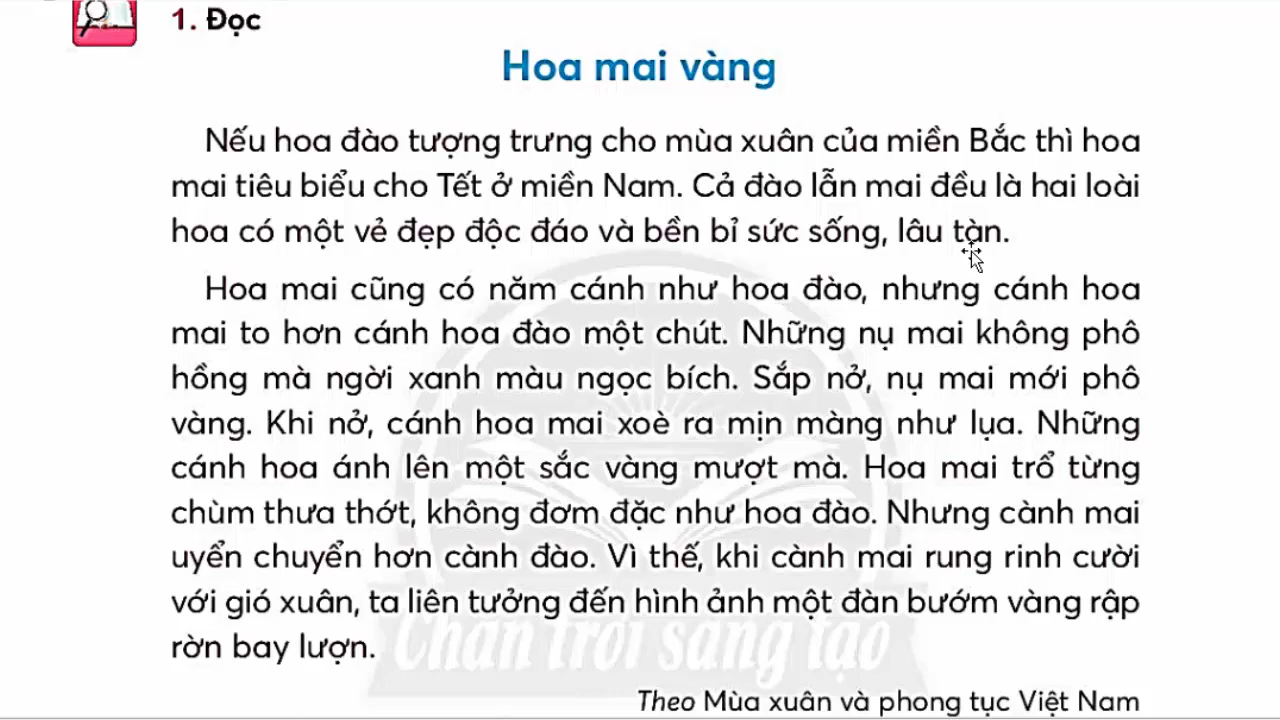 1. Đọc
Hoa mai vàng
Nếu hoa đào tượng trưng cho mùa xuân của miền Bắc thì hoa
mai tiêu biểu cho Tết ở miền Nam. Cả đào lẫn mai đều là hai loài
hoa có một vẻ đẹp độc đáo và bền bỉ sức sống, lâu tàn.
Hoa mai cũng có năm cánh như hoa đào, nhưng cánh hoa
mai to hơn cánh hoa đào một chút. Những nụ mai không phô
hồng mà ngời xanh màu ngọc bích. Sắp nở, nụ mai mới phô
vàng. Khi nở, cánh hoa mai xoè ra mịn màng như lụa. Những
cánh hoa ánh lên một sắc vàng mượt mà. Hoa mai trổ từng
chùm thưa thớt, không đơm đặc như hoa đào. Nhưng cành mai
uyển chuyển hơn cành đào. Vì thế, khi cành mai rung rinh cười
với gió xuân, ta liên tưởng đến hình ảnh một đàn bướm vàng rập
rờn bay lượn.
Chân trời sáng tạo
Theo Mùa xuân và phong tục Việt Nam